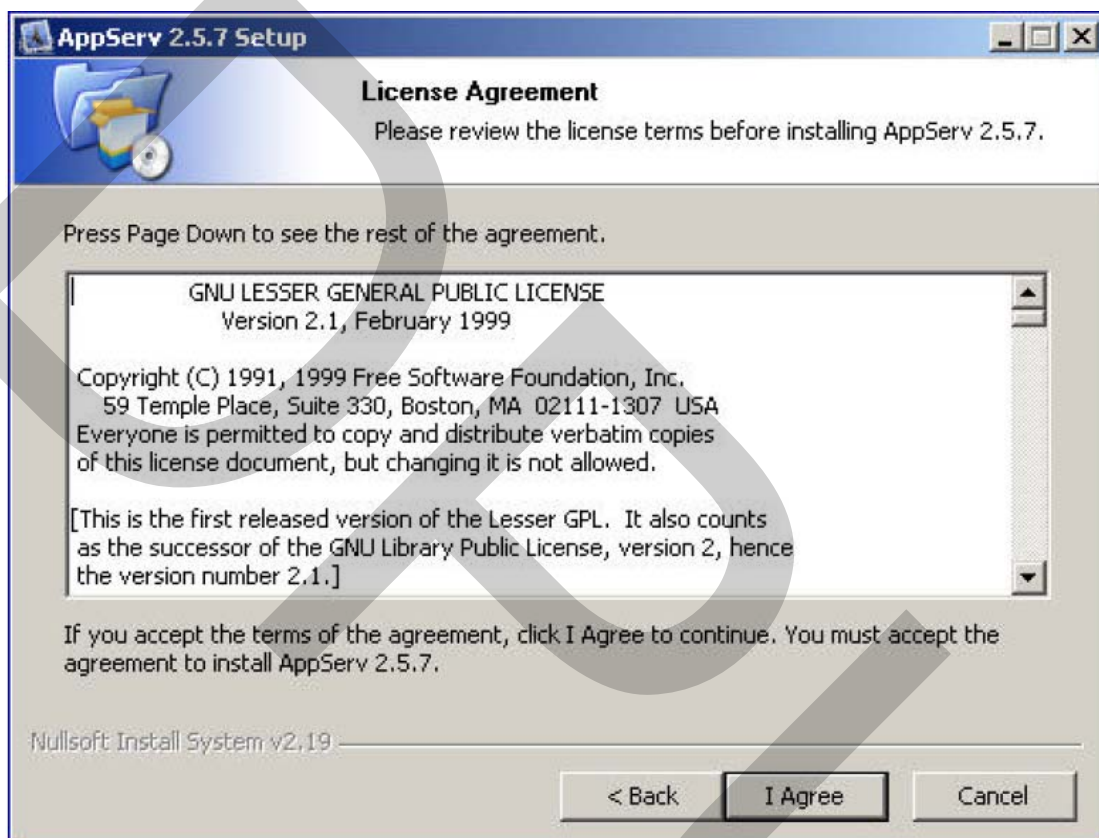 AppServ 2.5.7 Setup
License Agreement
Please review the license terms before installing AppServ 2.5.7.
Press Page Down to see the rest of the agreement.
GNU LESSER GENERAL PUBLIC LICENSE
Version 2.1, February 1999
Copyright (C) 1991, 1999 Free Software Foundation, Inc.
59 Temple Place, Suite 330, Boston, MA  02111-1307  USA
Everyone is permitted to copy and distribute verbatim copies
of this license document, but changing it is not allowed.
[This is the first released version of the Lesser GPL.  It also counts
as the successor of the GNU Library Public License, version 2, hence
the version number 2.1.]
If you accept the terms of the agreement, click I Agree to continue. You must accept the
agreement to install AppServ 2.5.7.
Nullsoft Install System v2.19
< Back
I Agree
Cancel